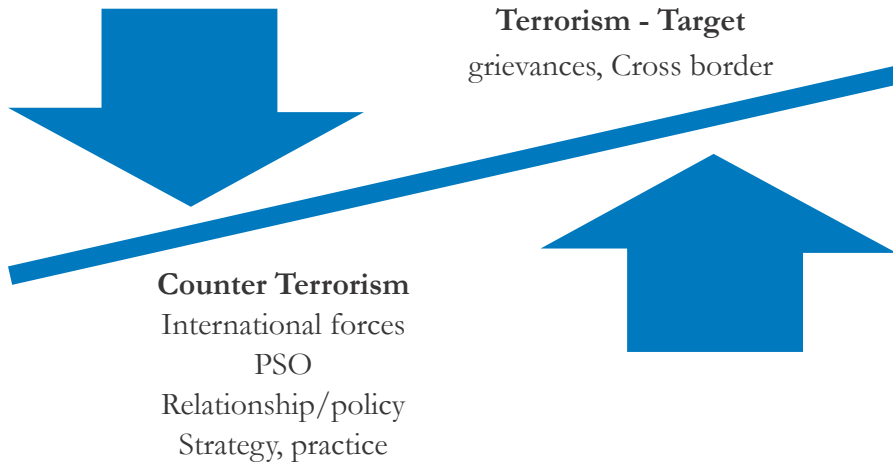 Terrorism - Target
grievances, Cross border
Counter Terrorism
International forces
PSO
Relationship/policy
Strategy, practice